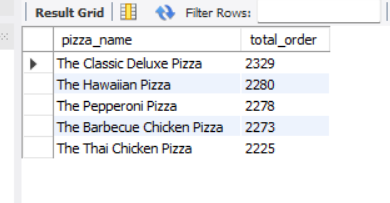 Result Grid Filter Rows:
pizza_name total_order
The Classic Deluxe Pizza 2329
The Hawaiian Pizza 2280
The Pepperoni Pizza 2278
The Barbecue Chicken Pizza 2273
The Thai Chicken Pizza 2225